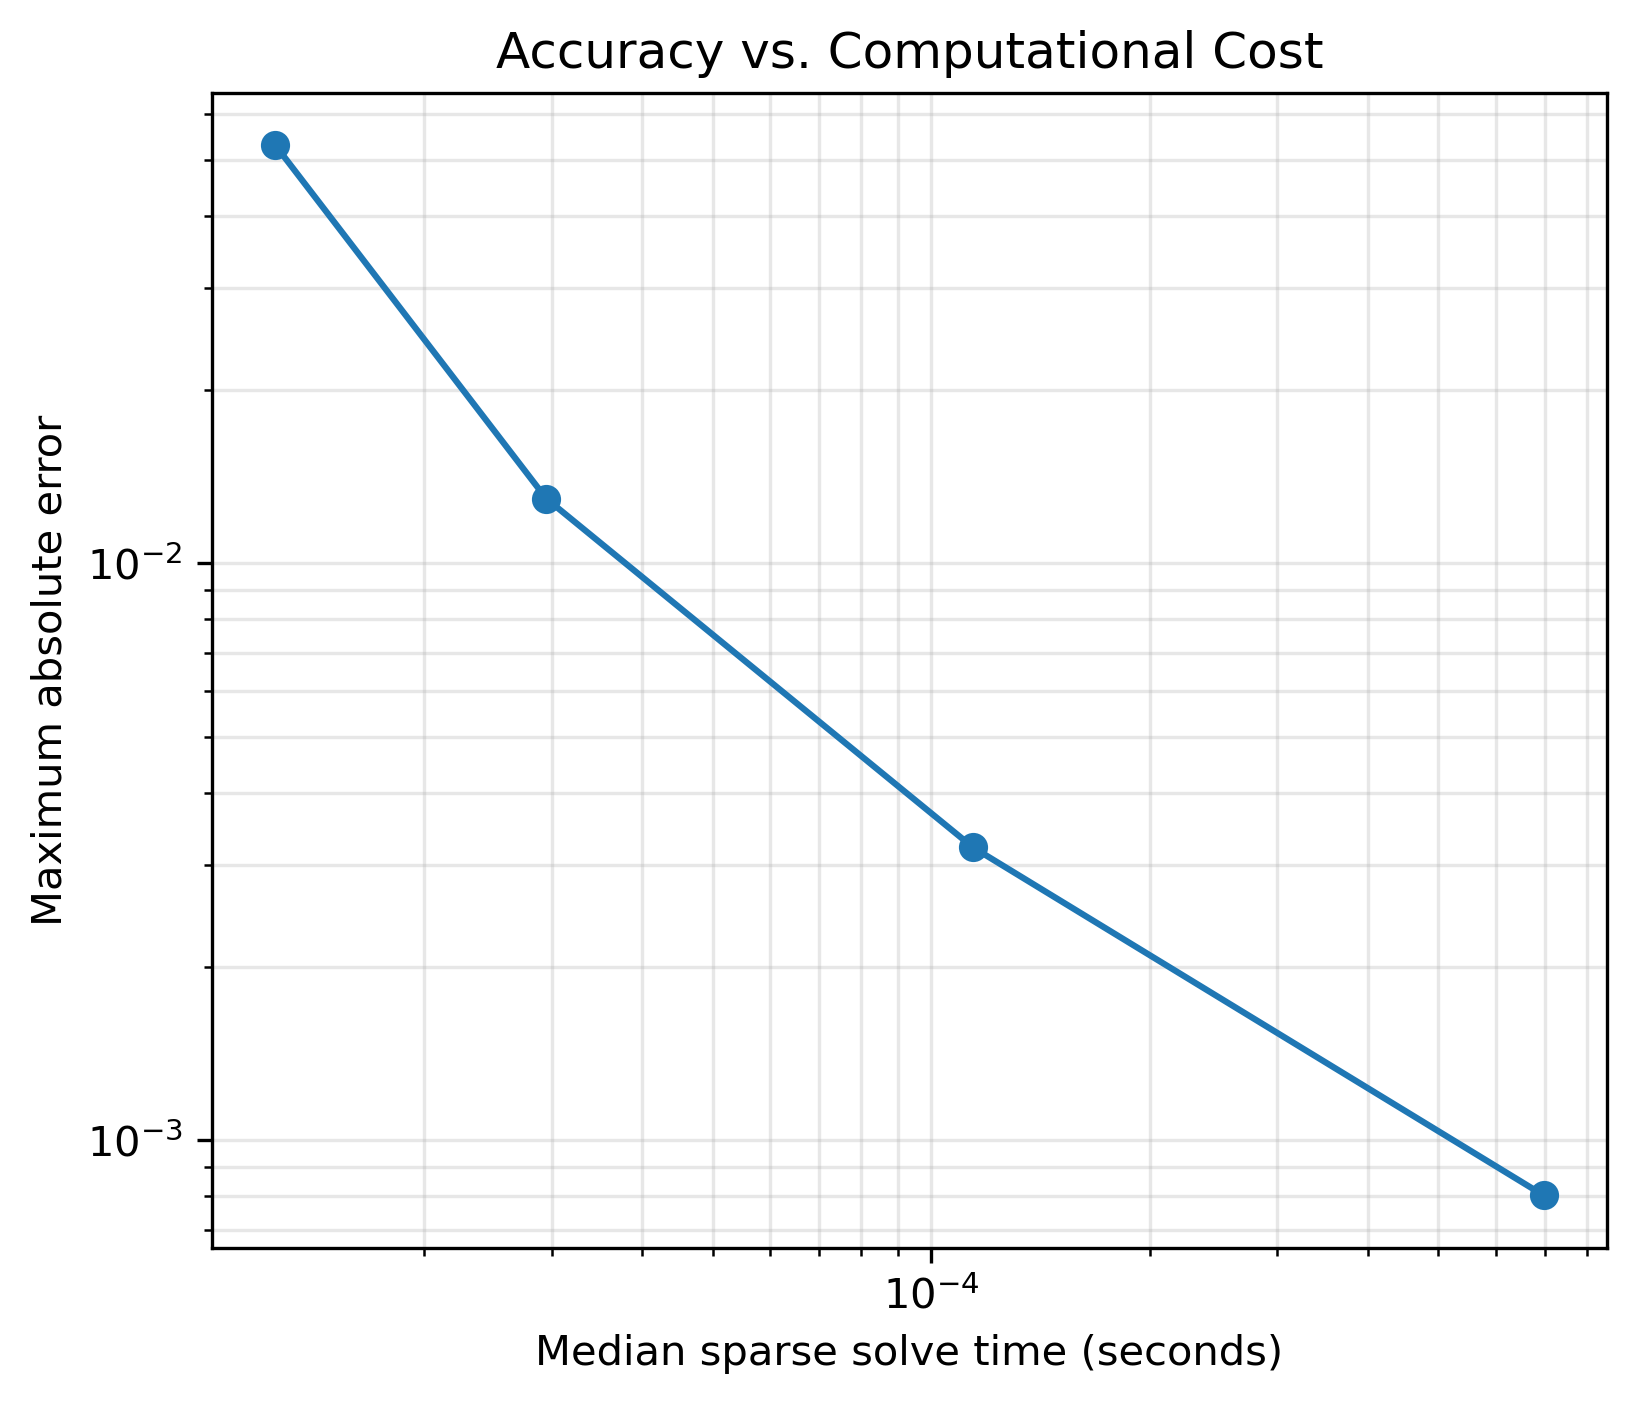 Accuracy vs. Computational Cost
Maximum absolute error
10⁻²
10⁻³
10⁻⁴
Median sparse solve time (seconds)